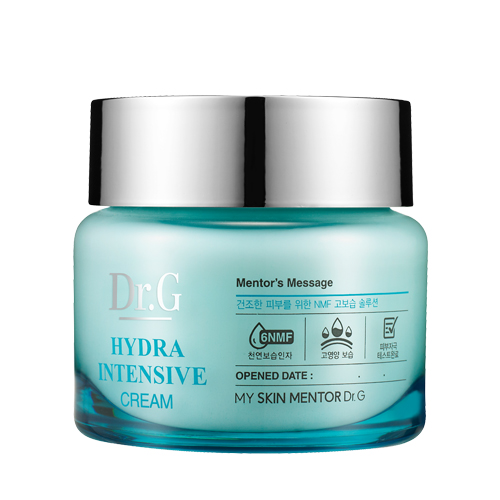 Dr.G
HYDRA
INTENSIVE
CREAM
Mentor's Message
건조한 피부를 위한 NMF 고보습 솔루션
6NMF
천연보습인자
고영양 보습
피부자극
테스트완료
OPENED DATE : . .
MY SKIN MENTOR Dr.G